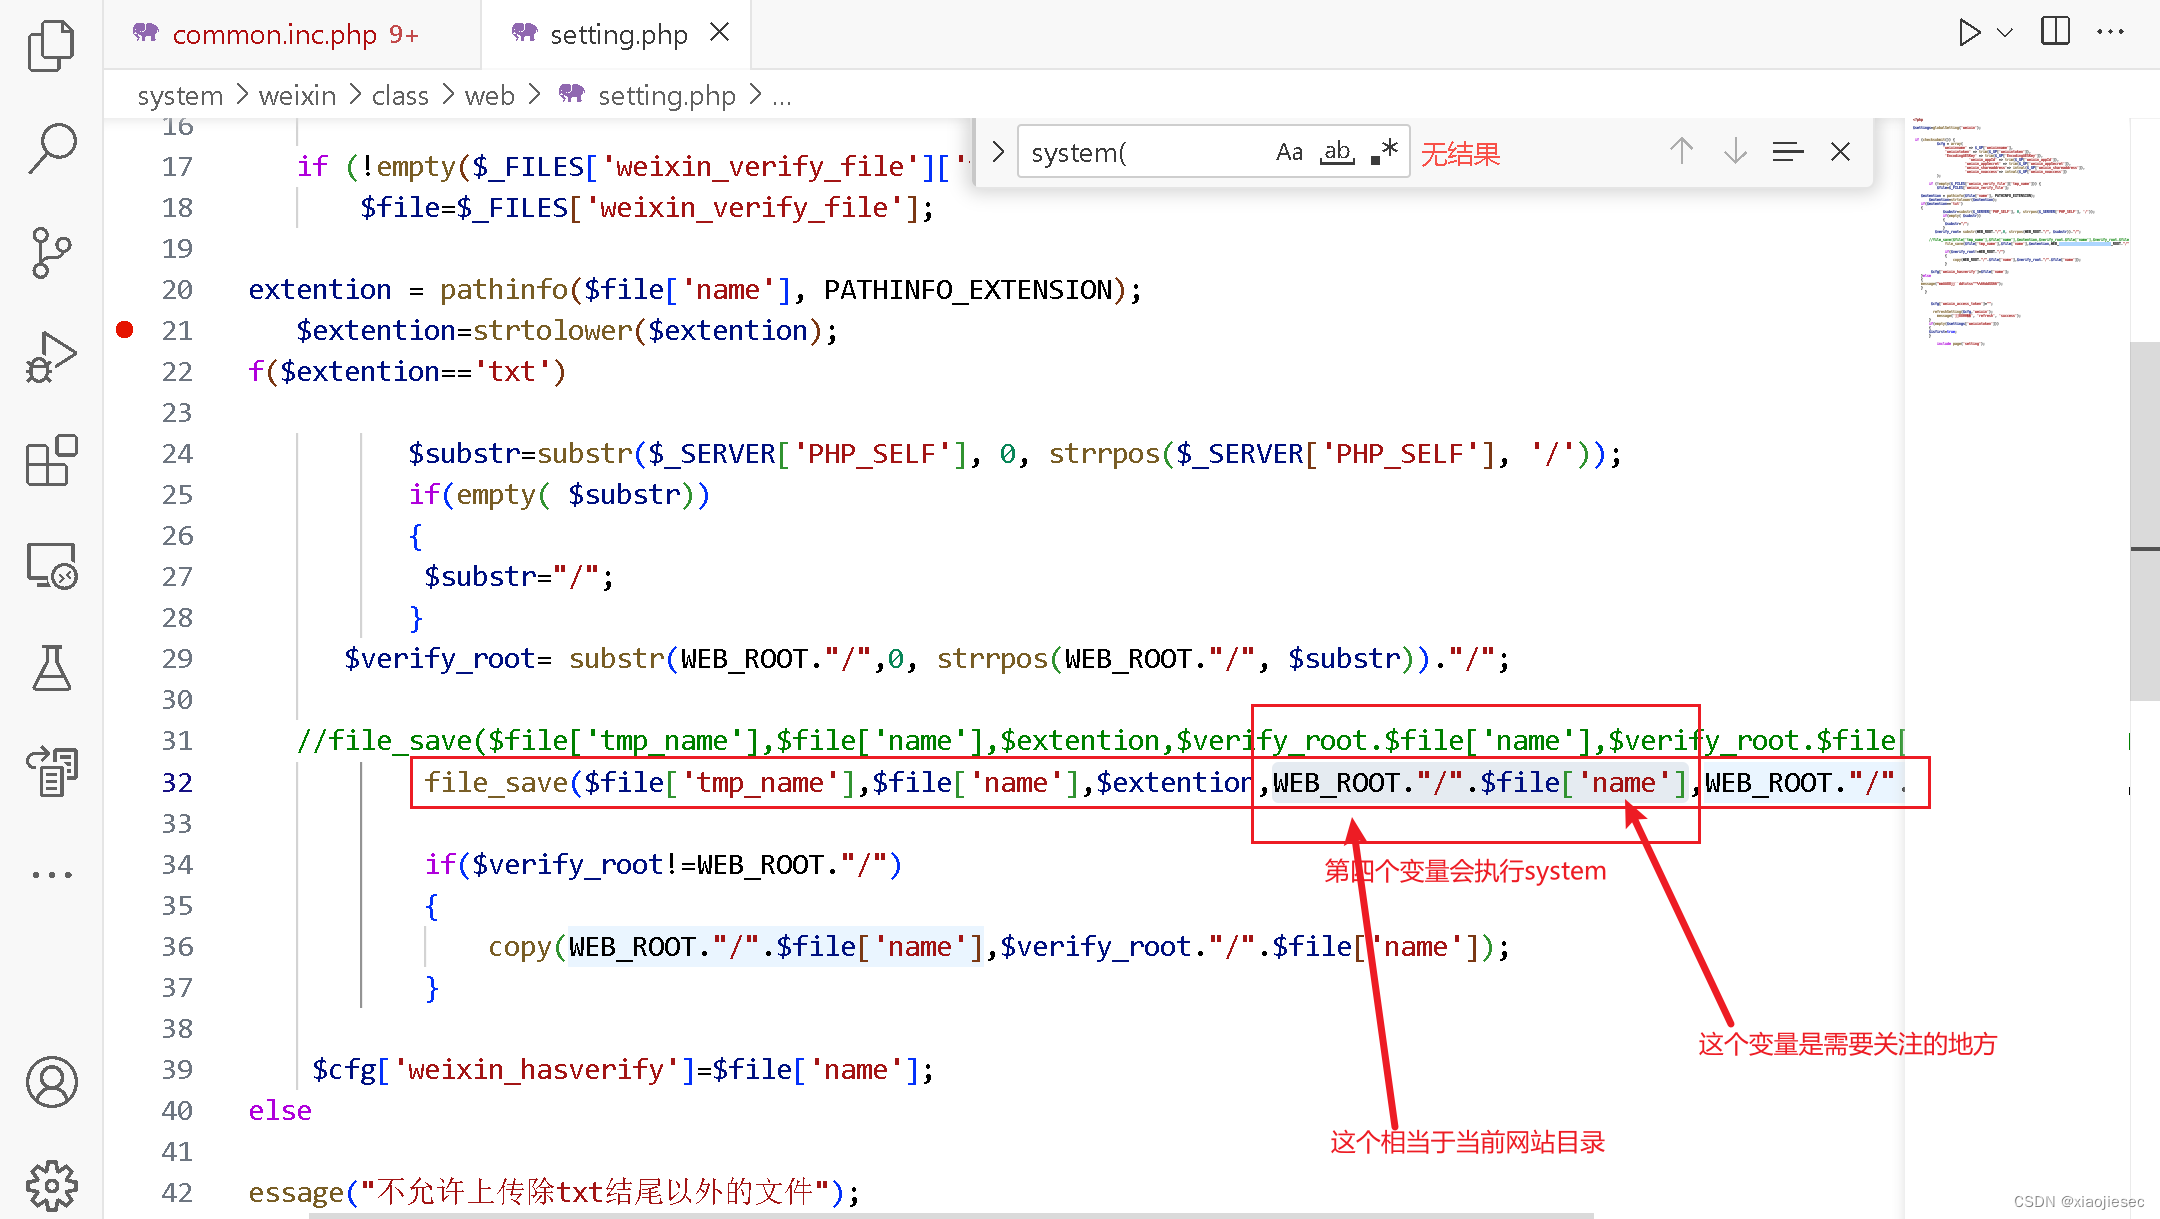 common.inc.php 9+
setting.php
system > weixin > class > web > setting.php > ...
system(
Aa ab .*
无结果
16
17 if (!empty($_FILES['weixin_verify_file']['
18 $file=$_FILES['weixin_verify_file'];
19
20 extention = pathinfo($file['name'], PATHINFO_EXTENSION);
21 $extention=strtolower($extention);
22 f($extention=='txt')
23
24 $substr=substr($_SERVER['PHP_SELF'], 0, strrpos($_SERVER['PHP_SELF'], '/'));
25 if(empty( $substr))
26 {
27 $substr="/";
28 }
29 $verify_root= substr(WEB_ROOT."/",0, strrpos(WEB_ROOT."/", $substr))."/";
30
31 //file_save($file['tmp_name'],$file['name'],$extention,$verify_root.$file['name'],$verify_root.$file[
32 file_save($file['tmp_name'],$file['name'],$extention,WEB_ROOT."/".$file['name'],WEB_ROOT."/".
33
34 if($verify_root!=WEB_ROOT."/")
第四个变量会执行system
35 {
36 copy(WEB_ROOT."/".$file['name'],$verify_root."/".$file['name']);
37 }
38
这个变量是需要关注的地方
39 $cfg['weixin_hasverify']=$file['name'];
40 else
这个相当于当前网站目录
41
42 essage("不允许上传除txt结尾以外的文件");
CSDN @xiaojiesec